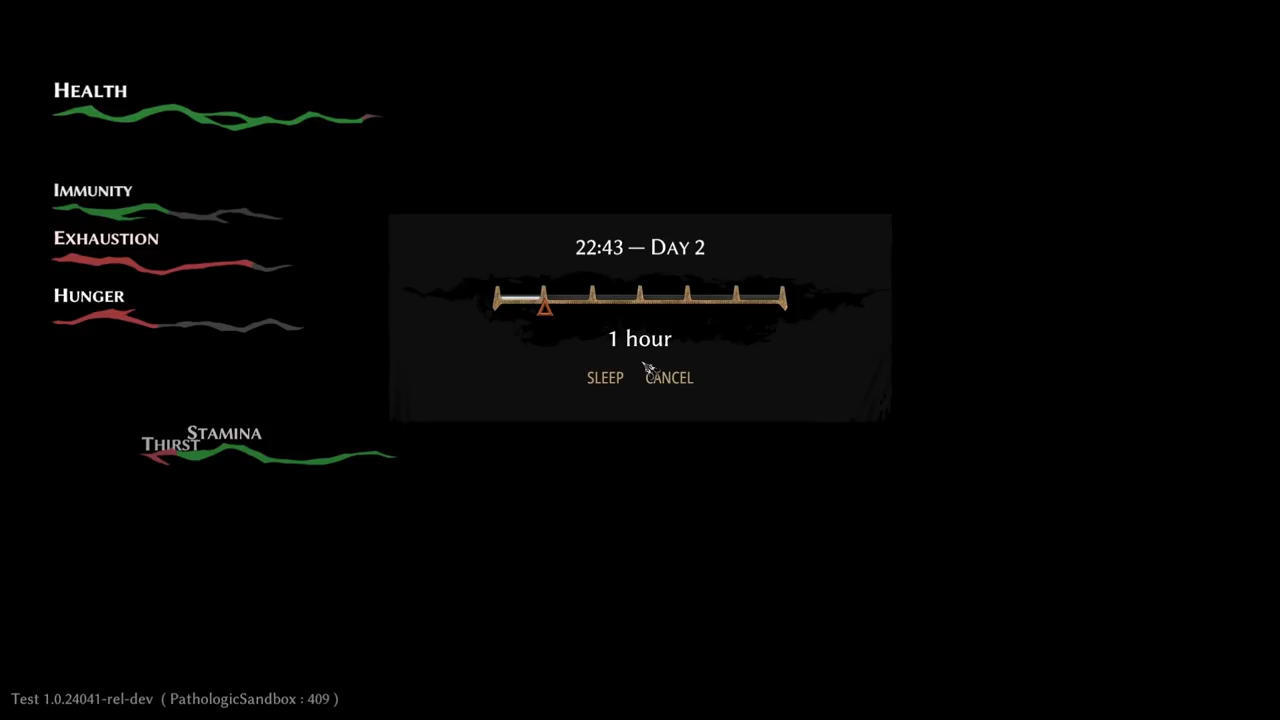 HEALTH
IMMUNITY
EXHAUSTION
HUNGER
22:43 — DAY 2
1 hour
SLEEP CANCEL
STAMINA
THIRST
Test 1.0.24041-rel-dev ( PathologicSandbox : 409 )